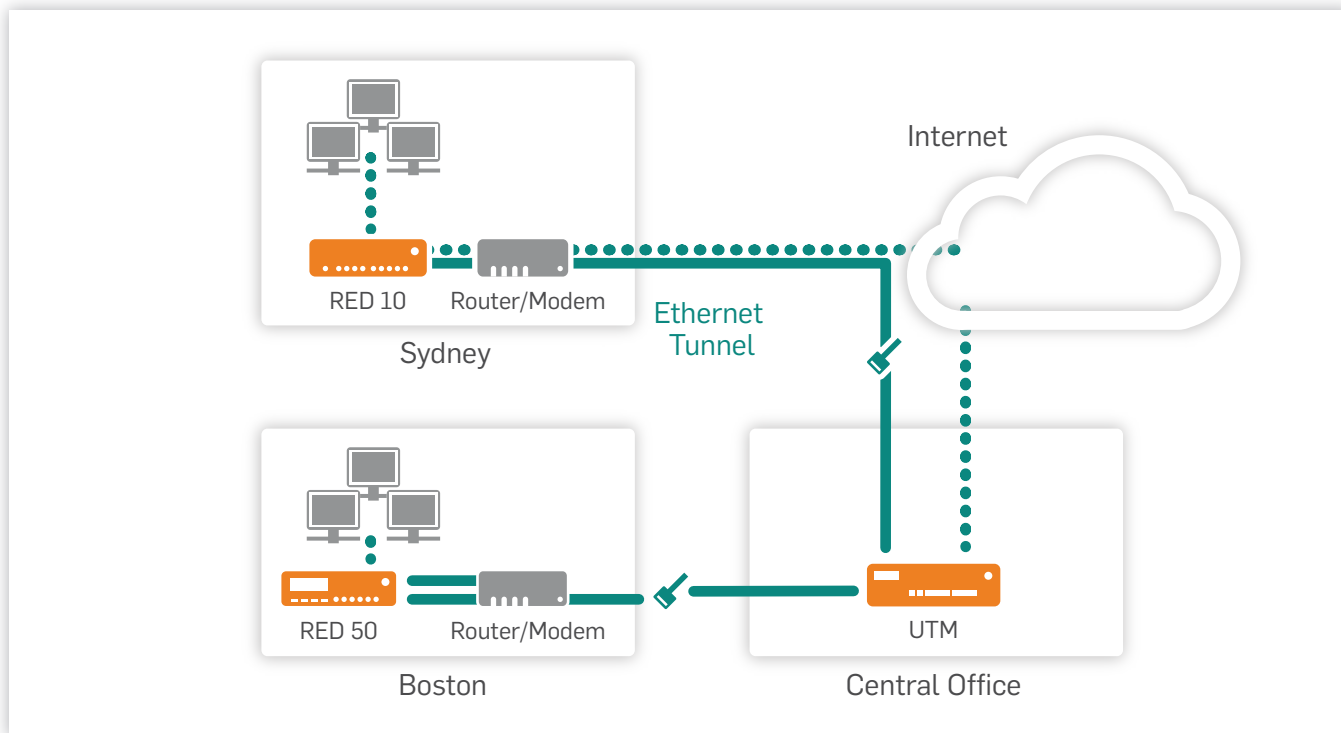 Internet
RED 10
Router/Modem
Ethernet
Tunnel
Sydney
RED 50
Router/Modem
UTM
Boston
Central Office